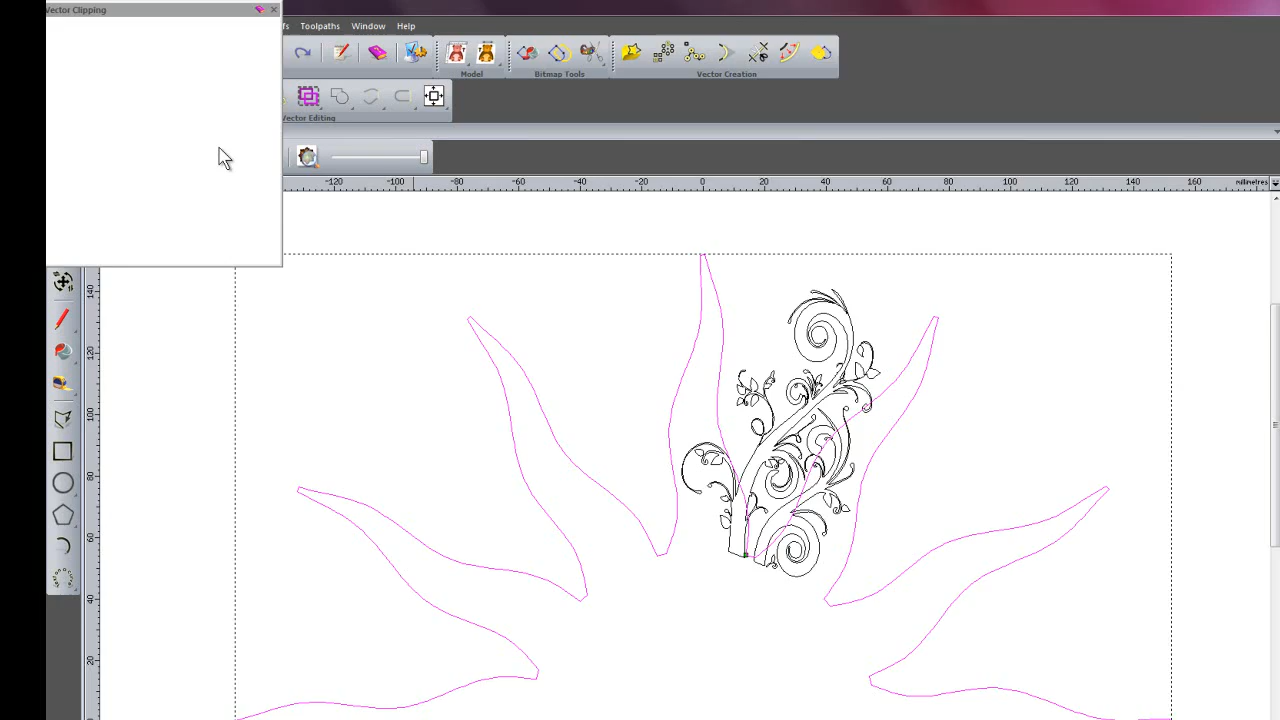 Vector Clipping
fs Toolpaths Window Help
Model Bitmap Tools Vector Creation
Vector Editing
-120 -100 -80 -60 -40 -20 0 20 40 60 80 100 120 140 160 millimetres
140
120
100
80
60
40
20